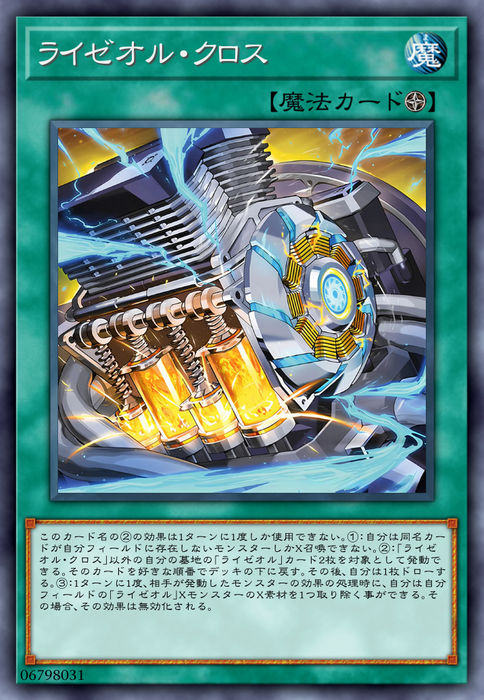 ライゼオル・クロス
魔
【魔法カード】
このカード名の②の効果は1ターンに1度しか使用できない。①:自分は同名カー
ドが自分フィールドに存在しないモンスターしかX召喚できない。②:「ライゼ
オル・クロス」以外の自分の墓地の「ライゼオル」カード2枚を対象として発動で
きる。そのカードを好きな順番でデッキの下に戻す。その後、自分は1枚ドローす
る。③:1ターンに1度、相手が発動したモンスターの効果の処理時に、自分は自分
フィールドの「ライゼオル」XモンスターのX素材を1つ取り除く事ができる。そ
の場合、その効果は無効化される。
06798031